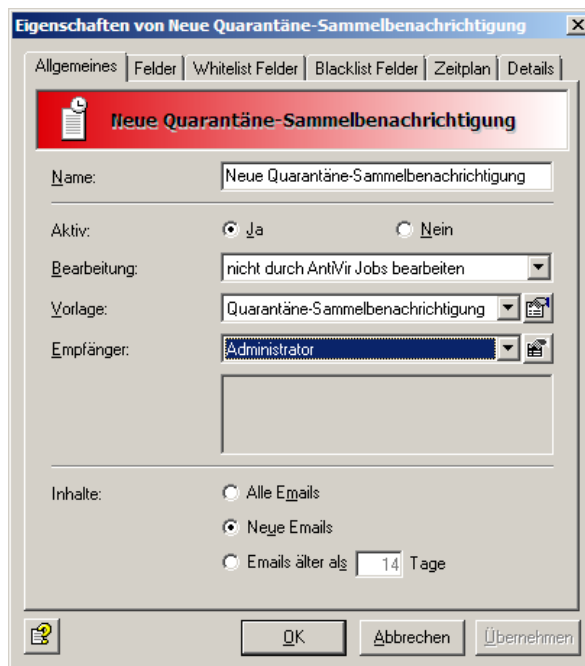 Eigenschaften von Neue Quarantäne-Sammelbenachrichtigung
Allgemeines Felder Whitelist Felder Blacklist Felder Zeitplan Details
Neue Quarantäne-Sammelbenachrichtigung
Name: Neue Quarantäne-Sammelbenachrichtigung
Aktiv: Ja Nein
Bearbeitung: nicht durch AntiVir Jobs bearbeiten
Vorlage: Quarantäne-Sammelbenachrichtigung
Empfänger: Administrator
Inhalte: Alle Emails
Neue Emails
Emails älter als 14 Tage
OK Abbrechen Übernehmen